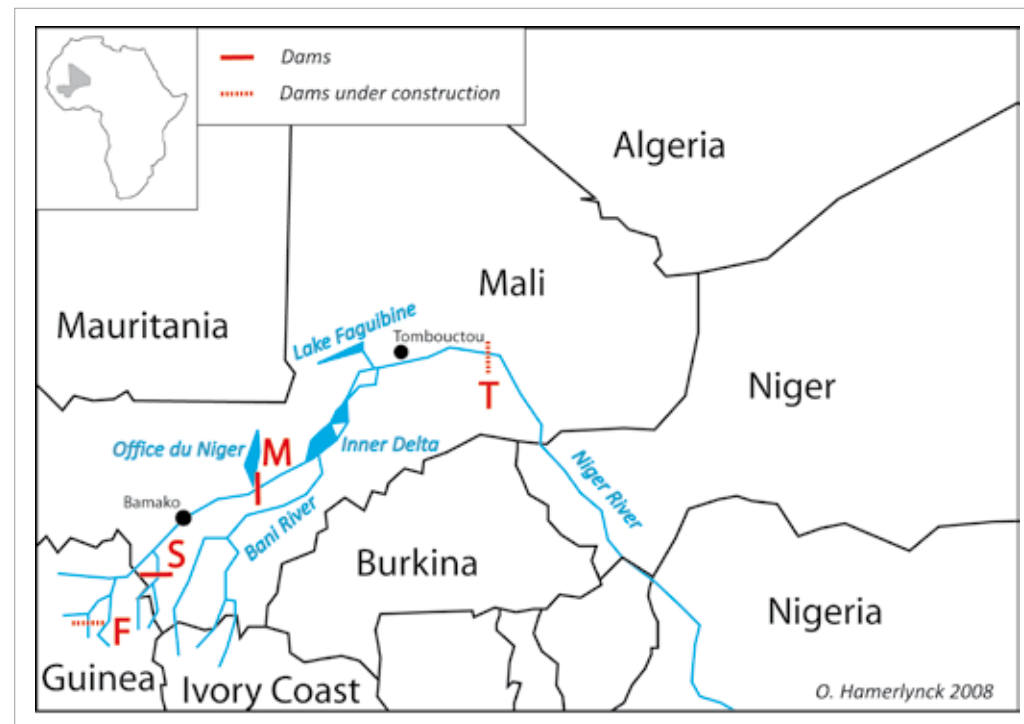 Dams
Dams under construction
Algeria
Mali
Mauritania
Lake Faguibine
Tombouctou
T
Niger
Office du Niger
M
Inner Delta
Bamako
Bani River
Niger River
S
Burkina
F
Nigeria
Guinea
Ivory Coast
O. Hamerlynck 2008